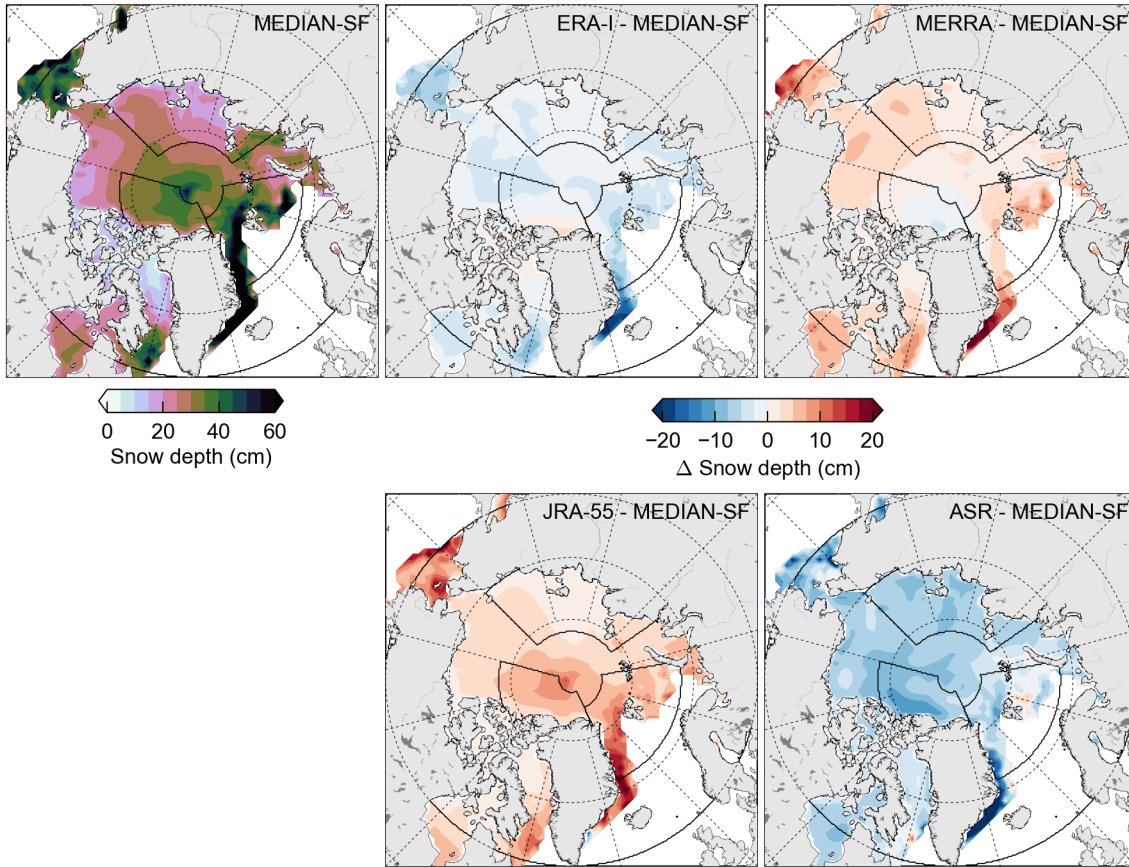 MEDIAN-SF
ERA-I - MEDIAN-SF
MERRA - MEDIAN-SF
0 20 40 60
Snow depth (cm)
−20 −10 0 10 20
Δ Snow depth (cm)
JRA-55 - MEDIAN-SF
ASR - MEDIAN-SF